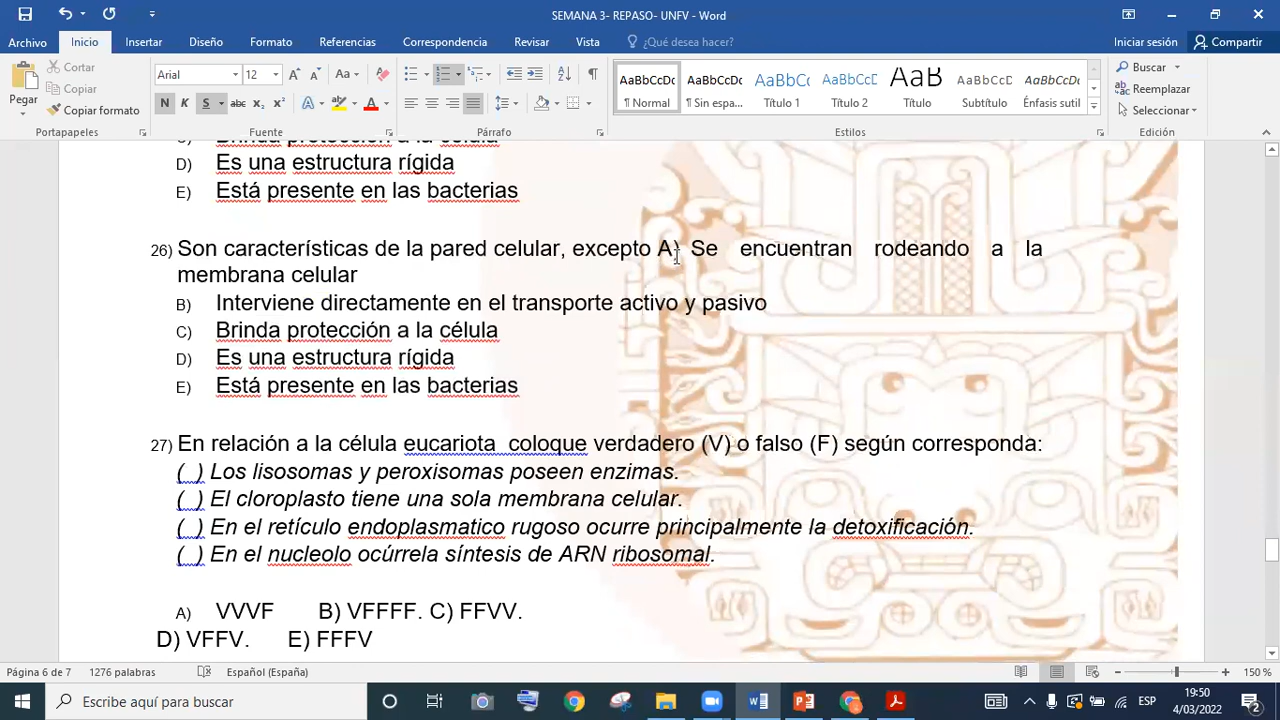 SEMANA 3- REPASO- UNFV - Word
Archivo Inicio Insertar Diseño Formato Referencias Correspondencia Revisar Vista ¿Qué desea hacer? Iniciar sesión Compartir
Pegar
Cortar
Copiar
Copiar formato
Portapapeles
Arial 12
Aa
N K S abc x₂ x²
A A
Fuente
Párrafo
AaBbCcDc AaBbCcDc AaBbCc AaBbCcD AaB AaBbCcD AaBbCcDc
¶ Normal ¶ Sin espa... Título 1 Título 2 Título Subtítulo Énfasis sutil
Estilos
Buscar
Reemplazar
Seleccionar
Edición
D) Es una estructura rígida
E) Está presente en las bacterias
26) Son características de la pared celular, excepto A) Se encuentran rodeando a la
membrana celular
B) Interviene directamente en el transporte activo y pasivo
C) Brinda protección a la célula
D) Es una estructura rígida
E) Está presente en las bacterias
27) En relación a la célula eucariota coloque verdadero (V) o falso (F) según corresponda:
( ) Los lisosomas y peroxisomas poseen enzimas.
( ) El cloroplasto tiene una sola membrana celular.
( ) En el retículo endoplasmatico rugoso ocurre principalmente la detoxificación.
( ) En el nucleolo ocúrrela síntesis de ARN ribosomal.
A) VVVF B) VFFFF. C) FFVV.
D) VFFV. E) FFFV
Página 6 de 7 1276 palabras Español (España) 150 %
Escribe aquí para buscar
ESP
19:50
4/03/2022
2